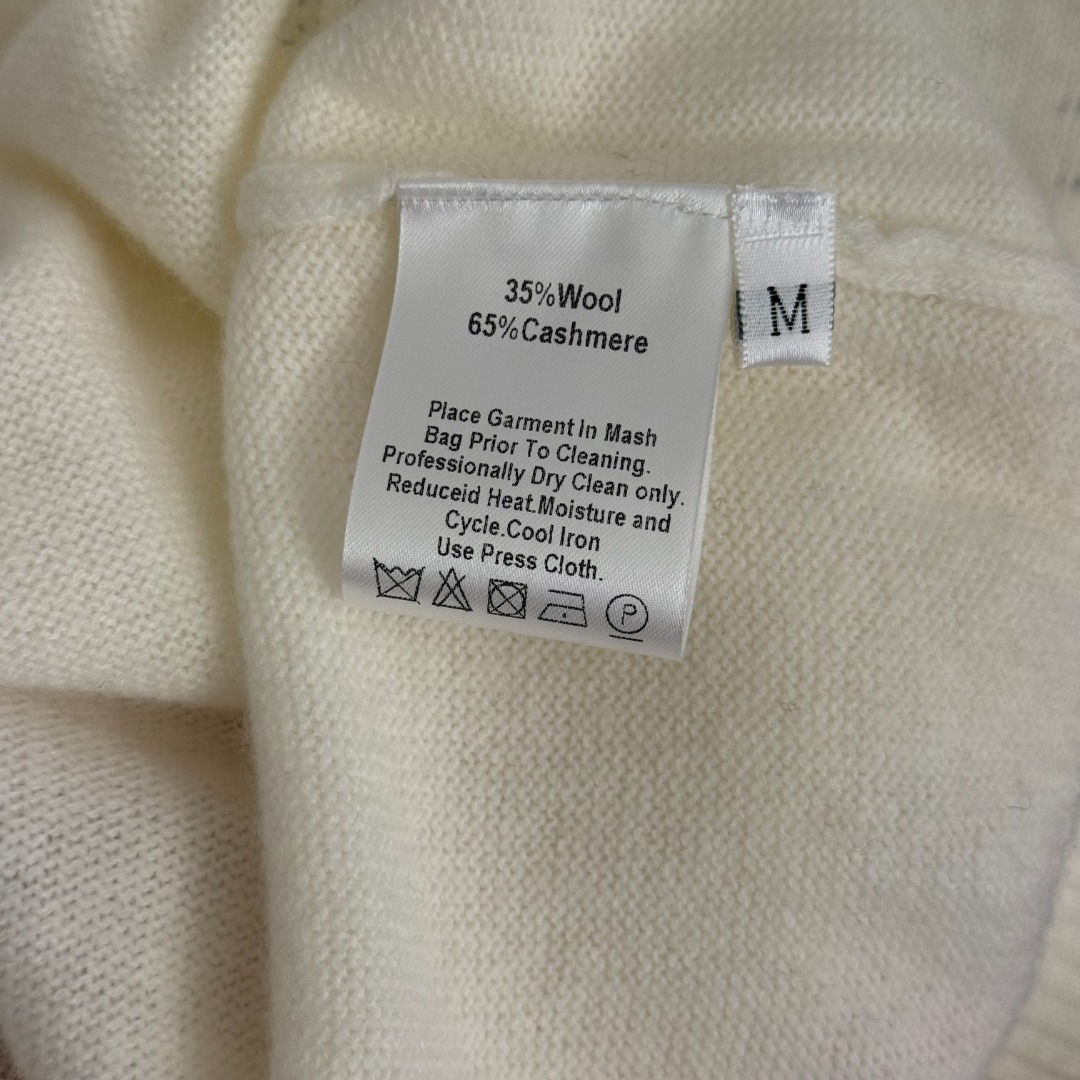 35%Wool
65%Cashmere
M
Place Garment In Mash
Bag Prior To Cleaning.
Professionally Dry Clean only.
Reduceid Heat.Moisture and
Cycle.Cool Iron
Use Press Cloth.
P